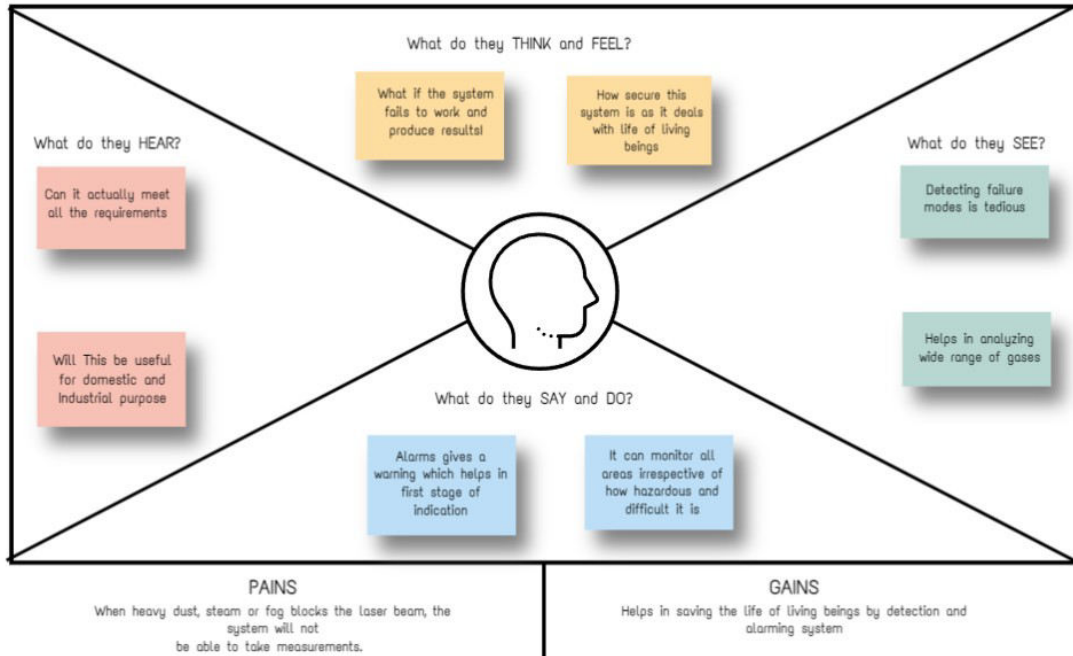 What do they THINK and FEEL?
What if the system
fails to work and
produce results!
How secure this
system is as it deals
with life of living
beings
What do they HEAR?
Can it actually meet
all the requirements
Will This be useful
for domestic and
Industrial purpose
What do they SEE?
Detecting failure
modes is tedious
Helps in analyzing
wide range of gases
What do they SAY and DO?
Alarms gives a
warning which helps in
first stage of
indication
It can monitor all
areas irrespective of
how hazardous and
difficult it is
PAINS
When heavy dust, steam or fog blocks the laser beam, the
system will not
be able to take measurements.
GAINS
Helps in saving the life of living beings by detection and
alarming system